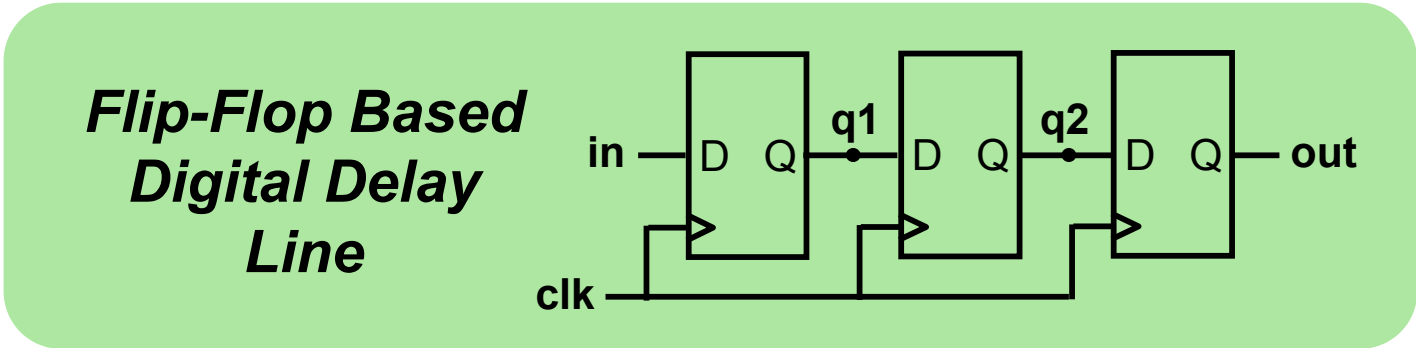 Flip-Flop Based
Digital Delay
Line
q1 q2
in D Q D Q D Q out
clk